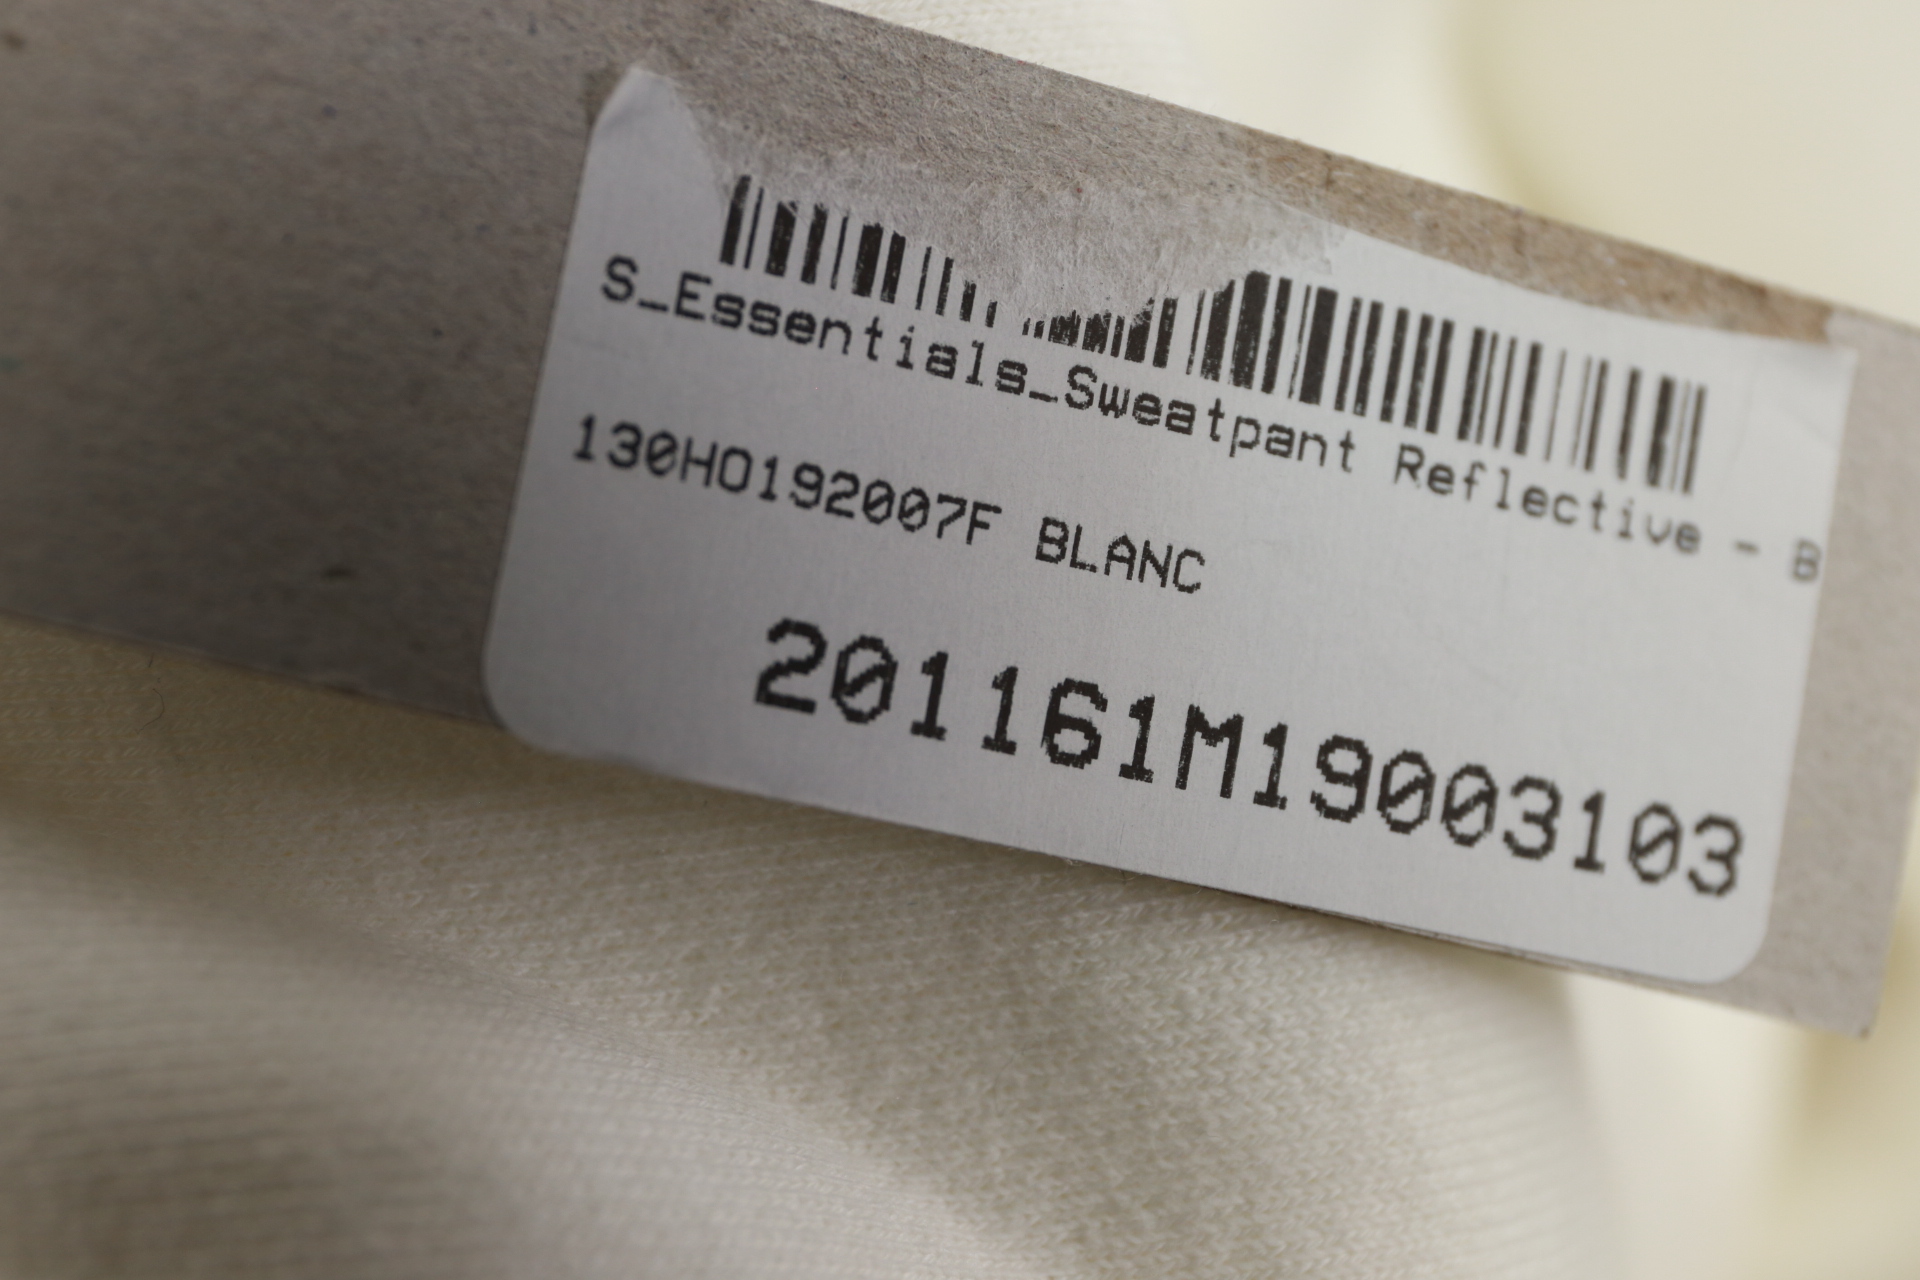 S_Essentials_Sweatpant Reflective - B
130HO192007F BLANC
201161M19003103